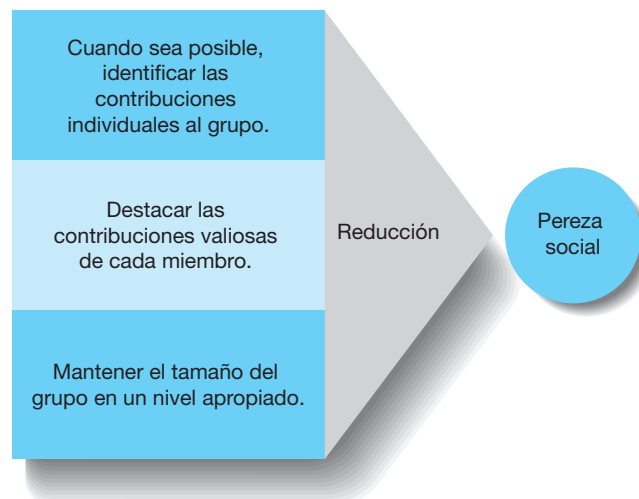 Cuando sea posible,
identificar las
contribuciones
individuales al grupo.
Destacar las
contribuciones valiosas
de cada miembro.
Mantener el tamaño del
grupo en un nivel apropiado.
Reducción
Pereza
social